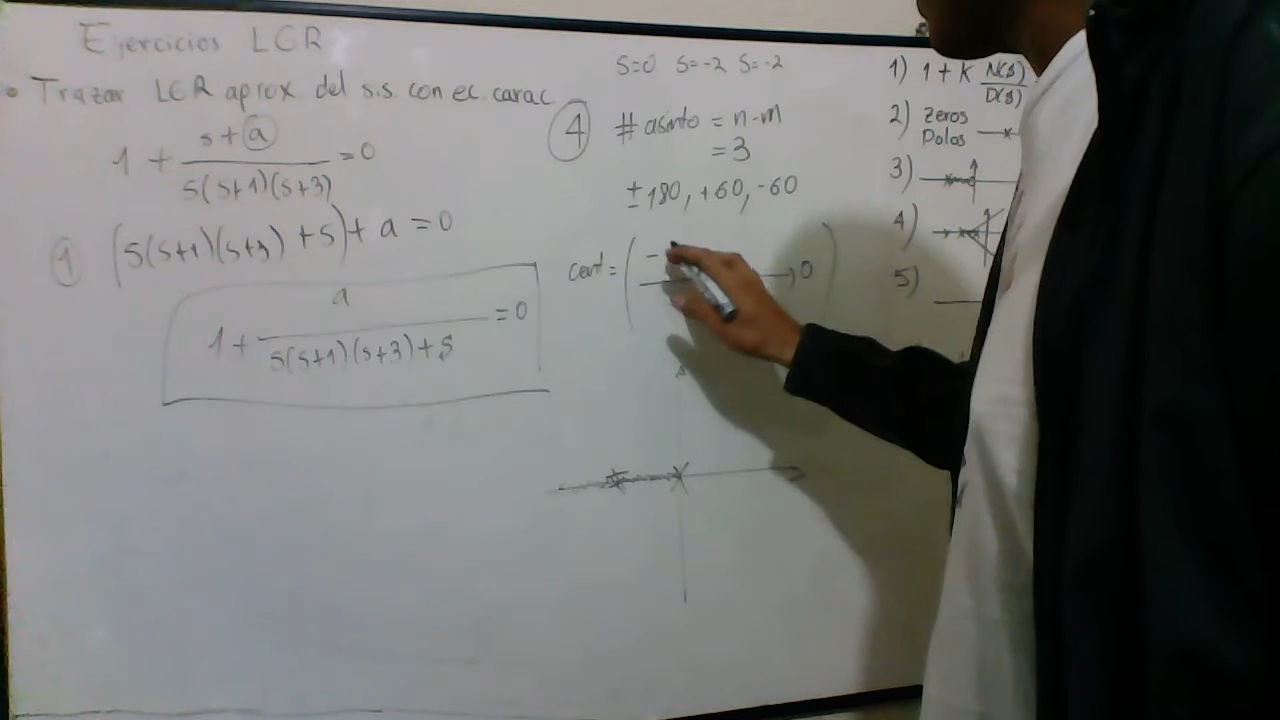 Ejercicios LCR
• Trazar LCR aprox del s.s. con ec. carac.
1 + s+a / s(s+1)(s+3) = 0
1 (s(s+1)(s+3) + s) + a = 0
1 + a / s(s+1)(s+3)+s = 0
s=0 s=-2 s=-2
4 # asinto = n-m
= 3
±180, +60, -60
cent = ( - , 0 )
1) 1 + K N(s) / D(s)
2) Zeros
Polos
3)
4)
5)